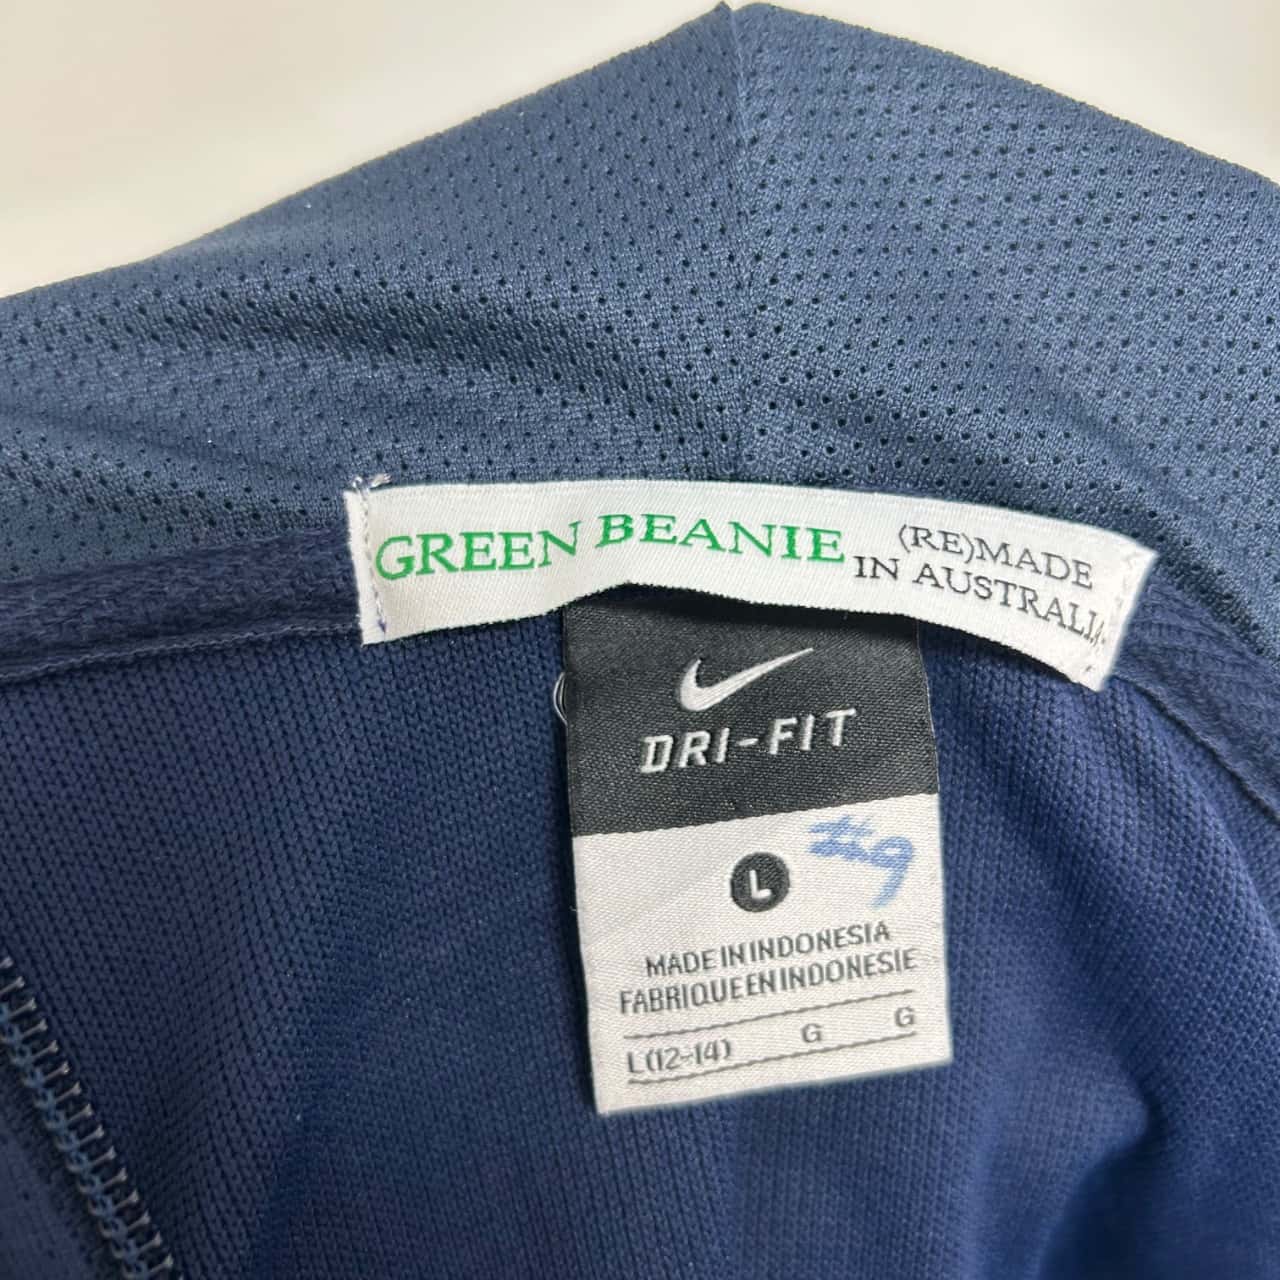 GREEN BEANIE
(RE)MADE
IN AUSTRALIA
DRI-FIT
#9
L
MADE IN INDONESIA
FABRIQUE EN INDONESIE
L(12-14) G G